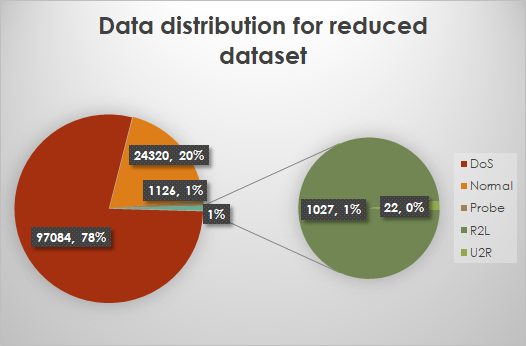 Data distribution for reduced
dataset
24320, 20%
1126, 1%
1%
97084, 78%
1027, 1%
22, 0%
DoS
Normal
Probe
R2L
U2R